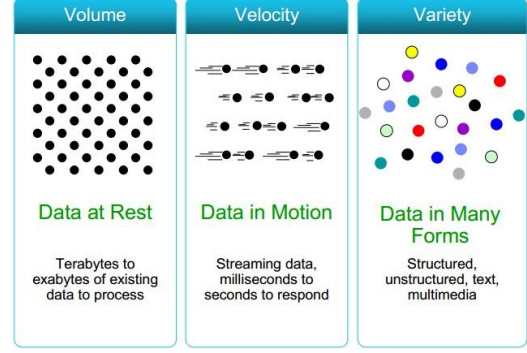 Volume
Data at Rest
Terabytes to
exabytes of existing
data to process
Velocity
Data in Motion
Streaming data,
milliseconds to
seconds to respond
Variety
Data in Many
Forms
Structured,
unstructured, text,
multimedia